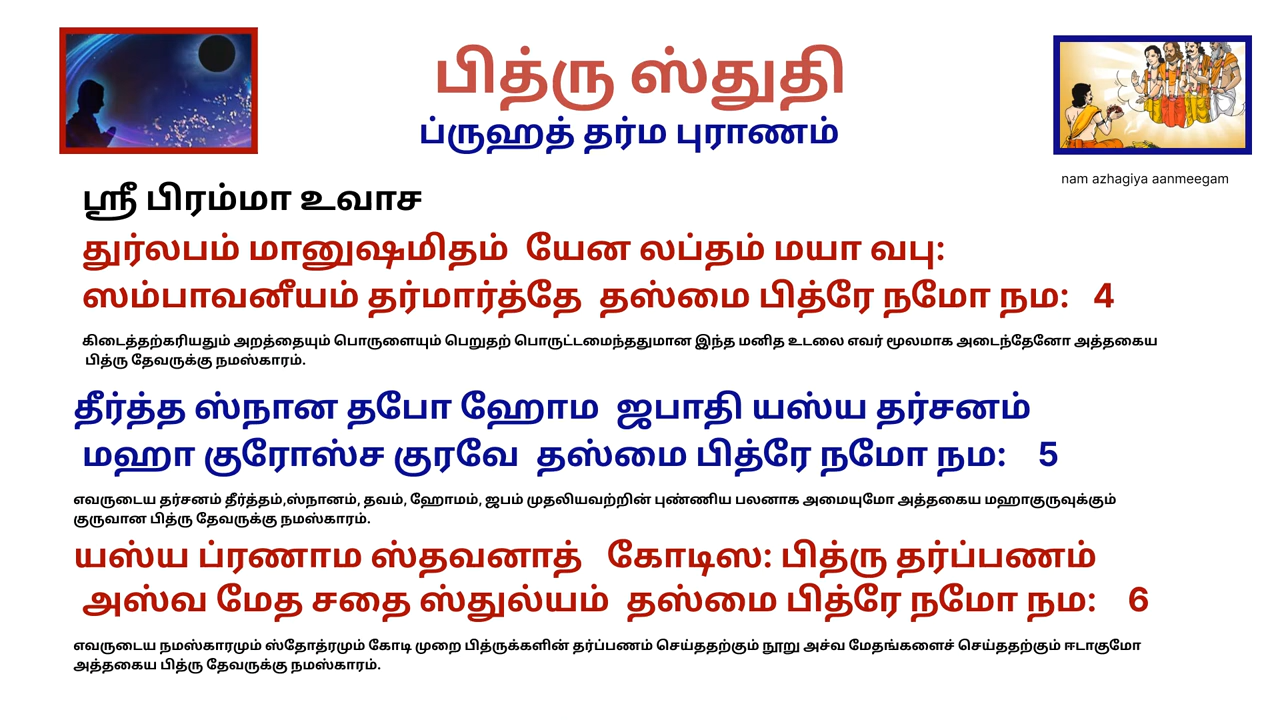 பித்ரு ஸ்துதி
ப்ருஹத் தர்ம புராணம்
nam azhagiya aanmeegam
ஸ்ரீ பிரம்மா உவாச
துர்லபம் மானுஷமிதம் யேன லப்தம் மயா வபு:
ஸம்பாவனீயம் தர்மார்த்தே தஸ்மை பித்ரே நமோ நம: 4
கிடைத்தற்கரியதும் அறத்தையும் பொருளையும் பெறுதற் பொருட்டமைந்ததுமான இந்த மனித உடலை எவர் மூலமாக அடைந்தேனோ அத்தகைய
பித்ரு தேவருக்கு நமஸ்காரம்.
தீர்த்த ஸ்நான தபோ ஹோம ஜபாதி யஸ்ய தர்சனம்
மஹா குரோஸ்ச குரவே தஸ்மை பித்ரே நமோ நம: 5
எவருடைய தர்சனம் தீர்த்தம்,ஸ்நானம், தவம், ஹோமம், ஜபம் முதலியவற்றின் புண்ணிய பலனாக அமையுமோ அத்தகைய மஹாகுருவுக்கும்
குருவான பித்ரு தேவருக்கு நமஸ்காரம்.
யஸ்ய ப்ரணாம ஸ்தவனாத் கோடிஸ: பித்ரு தர்ப்பணம்
அஸ்வ மேத சதை ஸ்துல்யம் தஸ்மை பித்ரே நமோ நம: 6
எவருடைய நமஸ்காரமும் ஸ்தோத்ரமும் கோடி முறை பித்ருக்களின் தர்ப்பணம் செய்ததற்கும் நூறு அச்வ மேதங்களைச் செய்ததற்கும் ஈடாகுமோ
அத்தகைய பித்ரு தேவருக்கு நமஸ்காரம்.